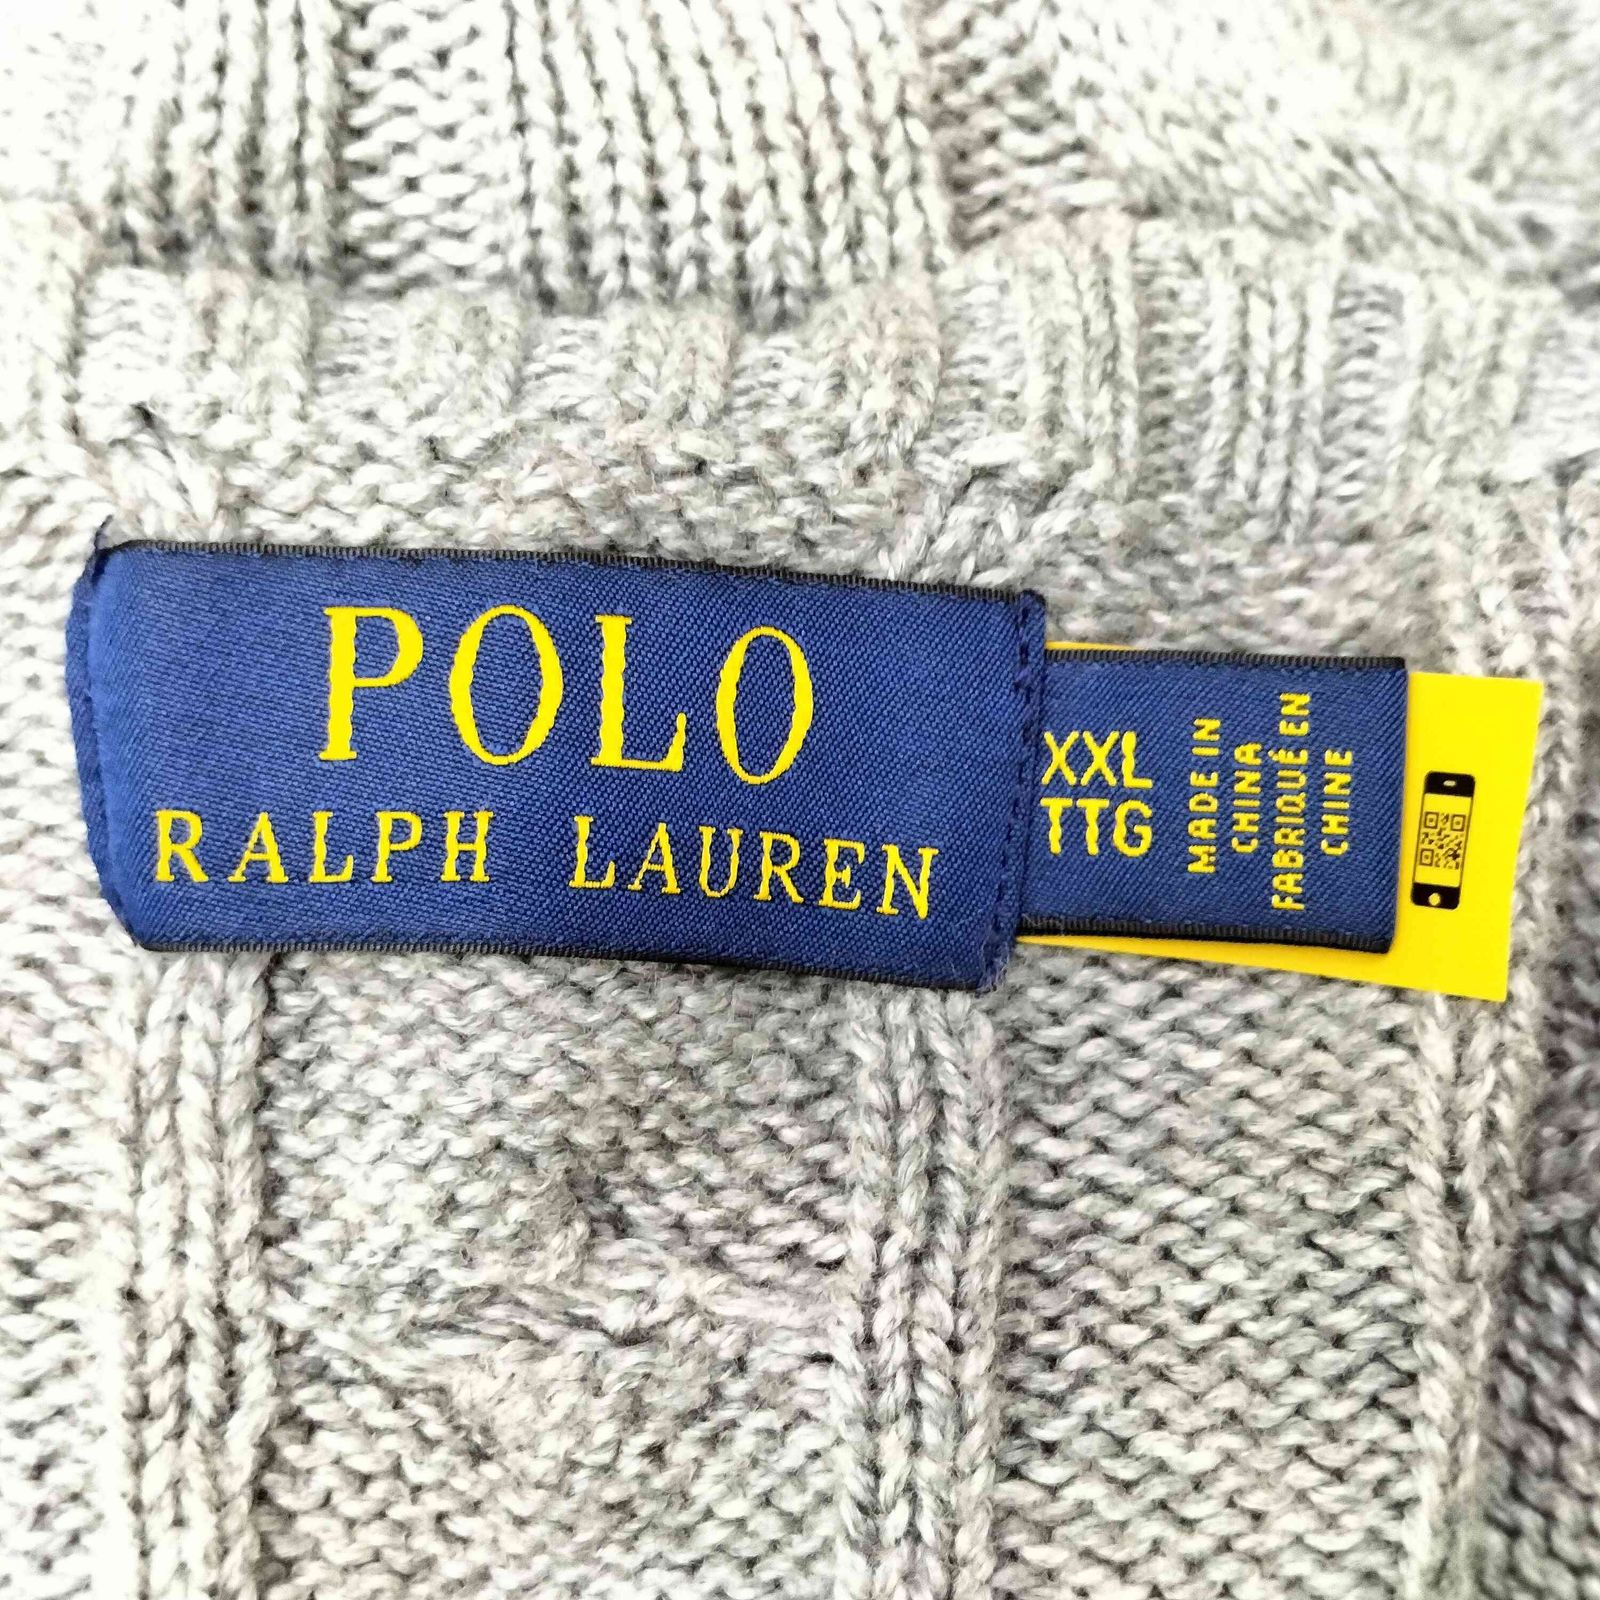 POLO
RALPH LAUREN
XXL
TTG
MADE IN
CHINA
FABRIQUÉ EN
CHINE